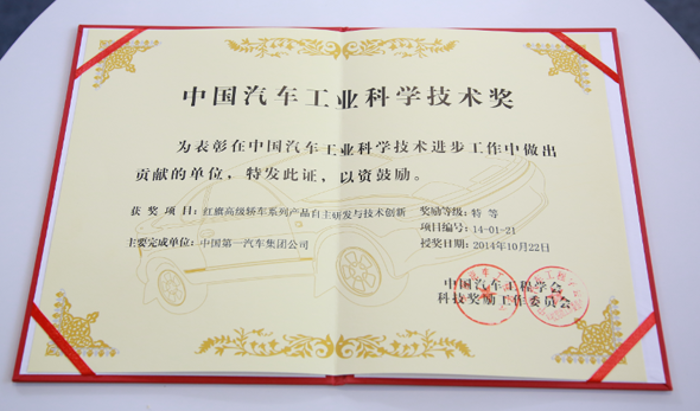 中国汽车工业科学技术奖
为表彰在中国汽车工业科学技术进步工作中做出
贡献的单位，特发此证，以资鼓励。
获奖项目：红旗高级轿车系列产品自主研发与技术创新
奖励等级：特等
项目编号：14-01-21
主要完成单位：中国第一汽车集团公司
授奖日期：2014年10月22日
中国汽车工程学会
科技奖励工作委员会